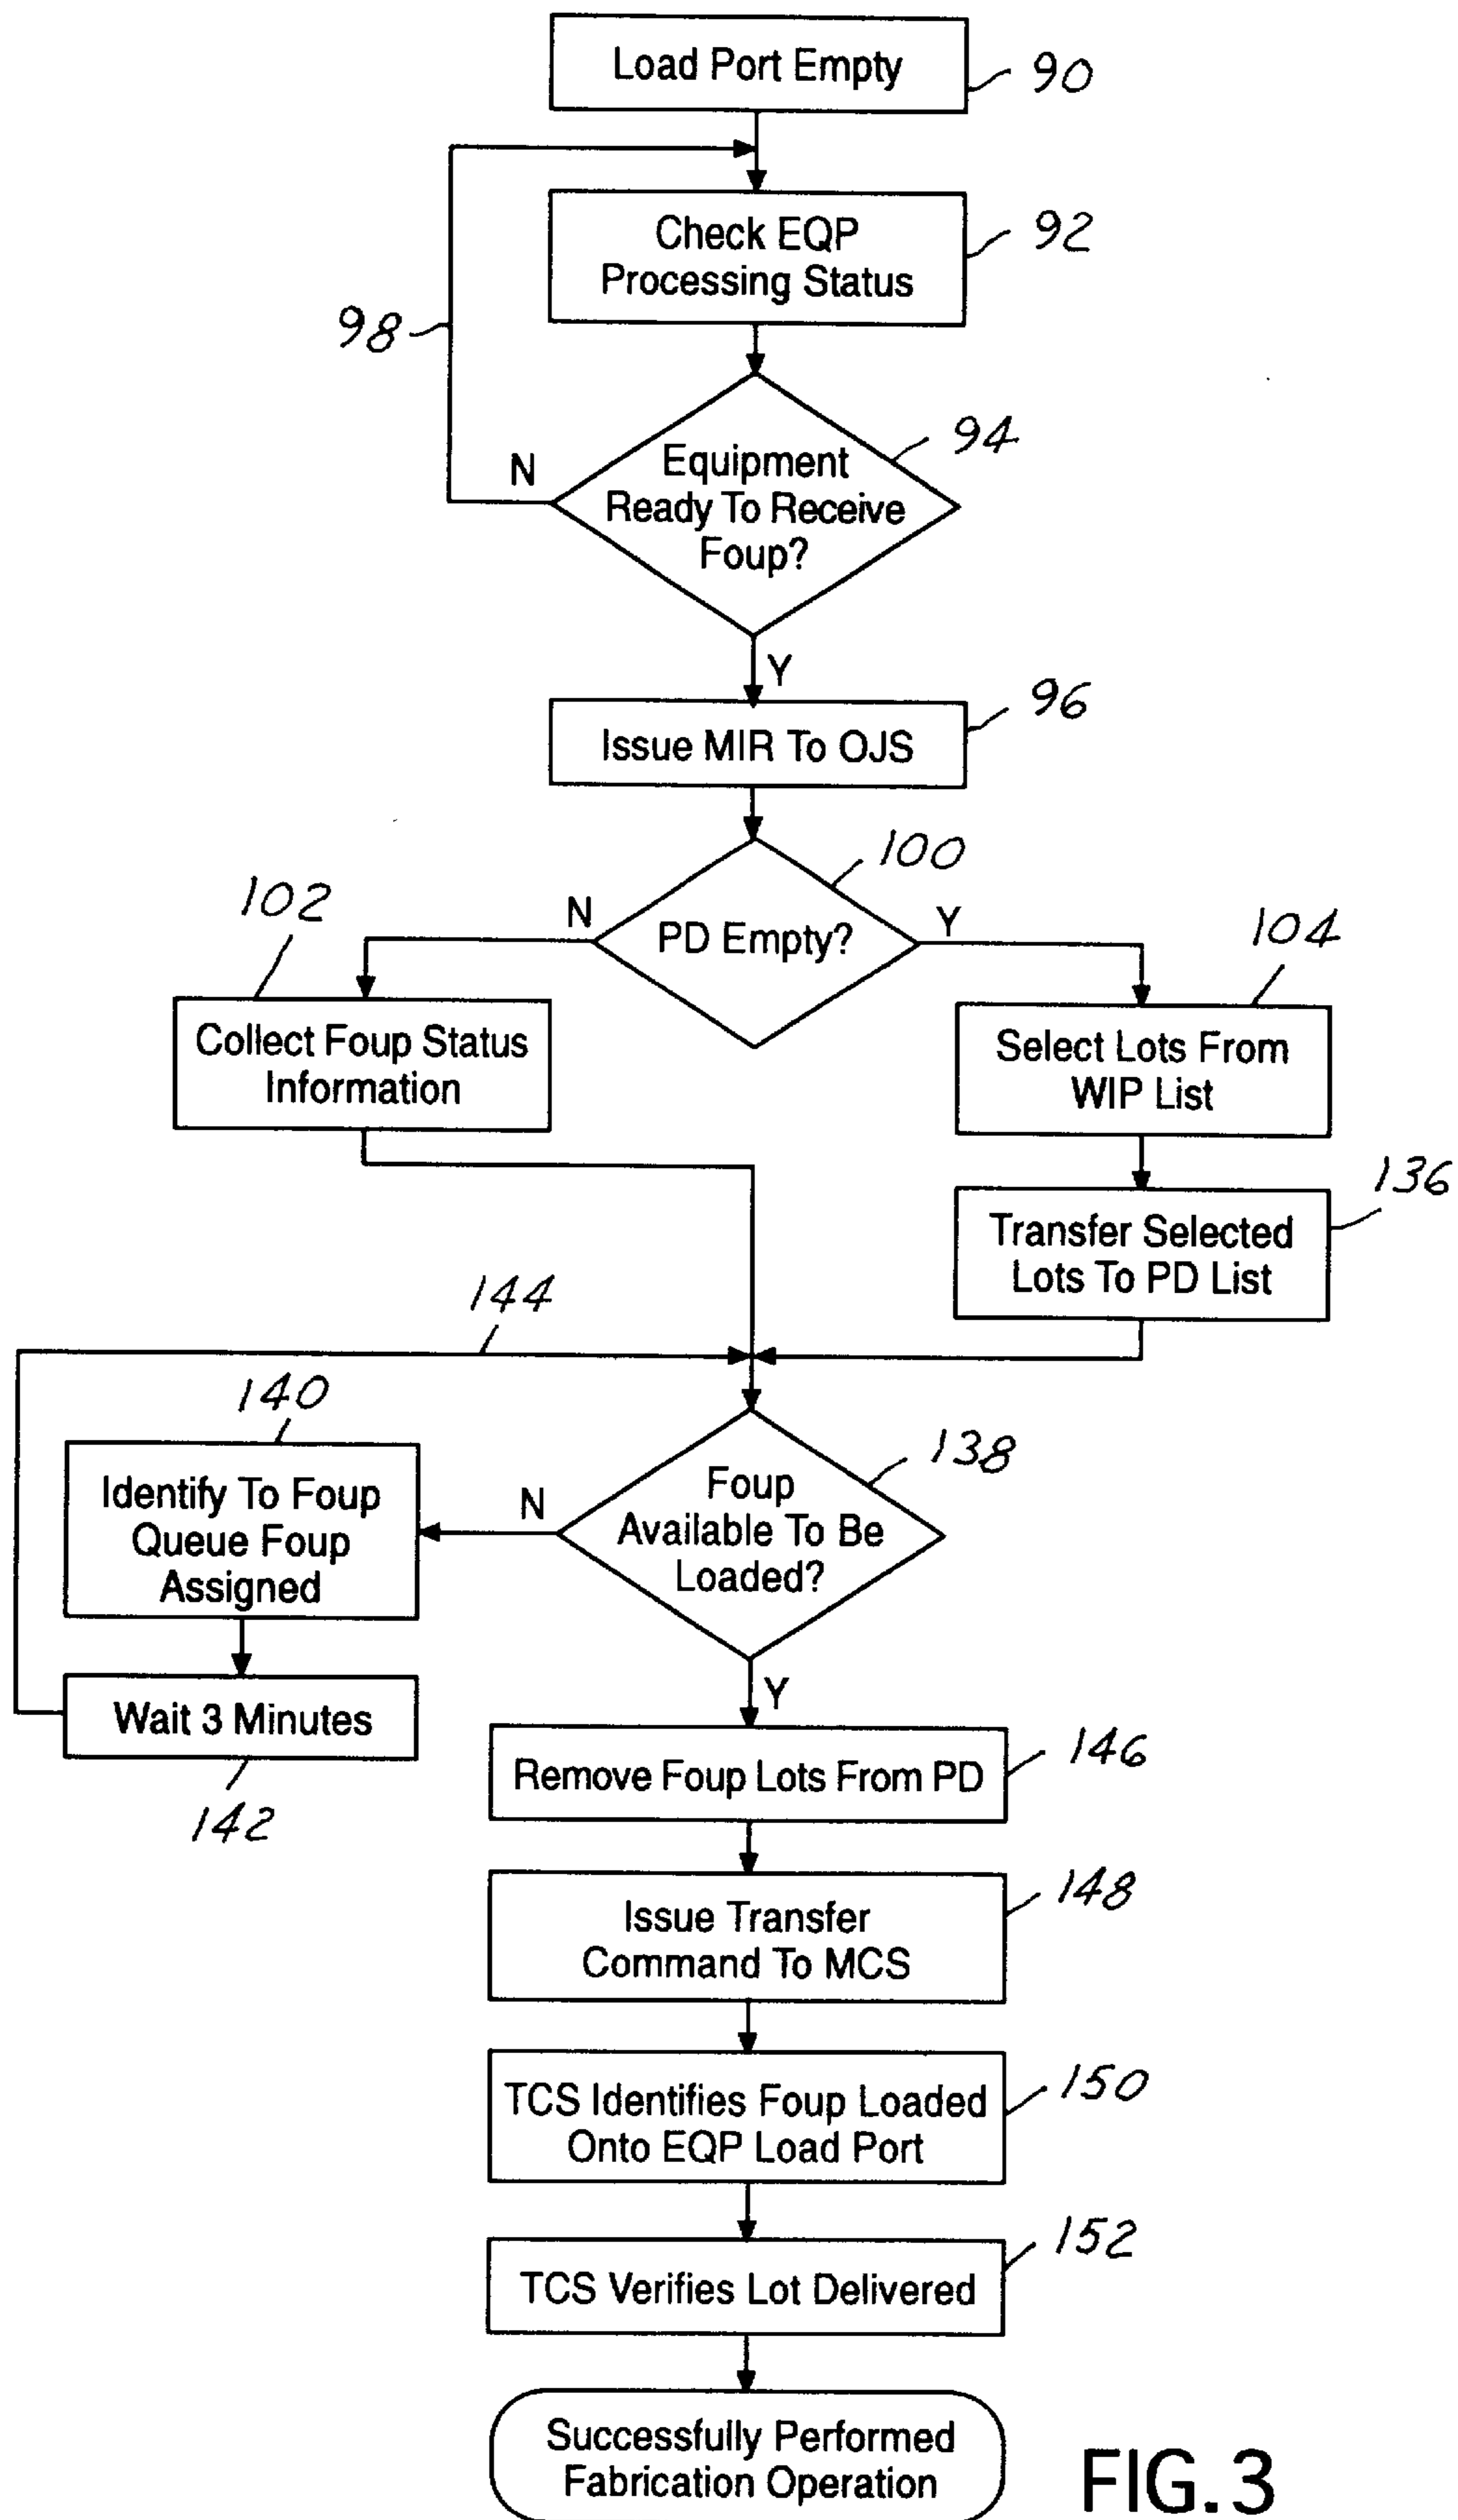 Load Port Empty
90
Check EQP
Processing Status
92
98
Equipment
Ready To Receive
Foup?
94
N
Y
Issue MIR To OJS
96
PD Empty?
100
N
Y
102
Collect Foup Status
Information
104
Select Lots From
WIP List
136
Transfer Selected
Lots To PD List
144
140
Identify To Foup
Queue Foup
Assigned
N
Foup
Available To Be
Loaded?
138
Y
Wait 3 Minutes
142
Remove Foup Lots From PD
146
Issue Transfer
Command To MCS
148
TCS Identifies Foup Loaded
Onto EQP Load Port
150
TCS Verifies Lot Delivered
152
Successfully Performed
Fabrication Operation
FIG.3